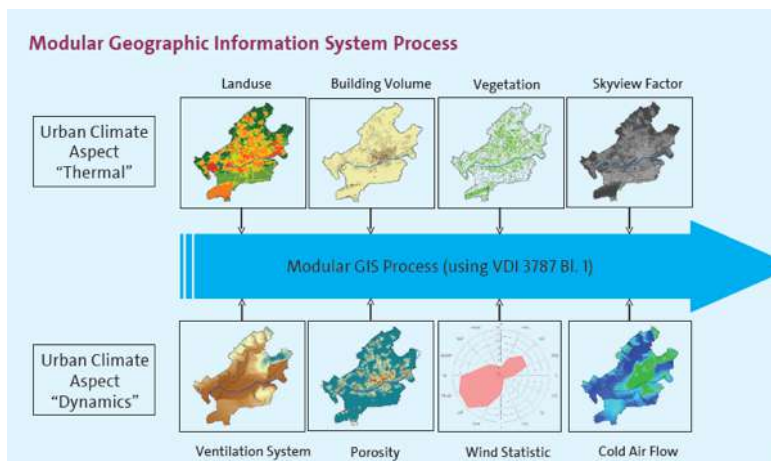 Modular Geographic Information System Process
Landuse
Building Volume
Vegetation
Skyview Factor
Urban Climate
Aspect
“Thermal”
Modular GIS Process (using VDI 3787 Bl. 1)
Urban Climate
Aspect
“Dynamics”
Ventilation System
Porosity
Wind Statistic
Cold Air Flow